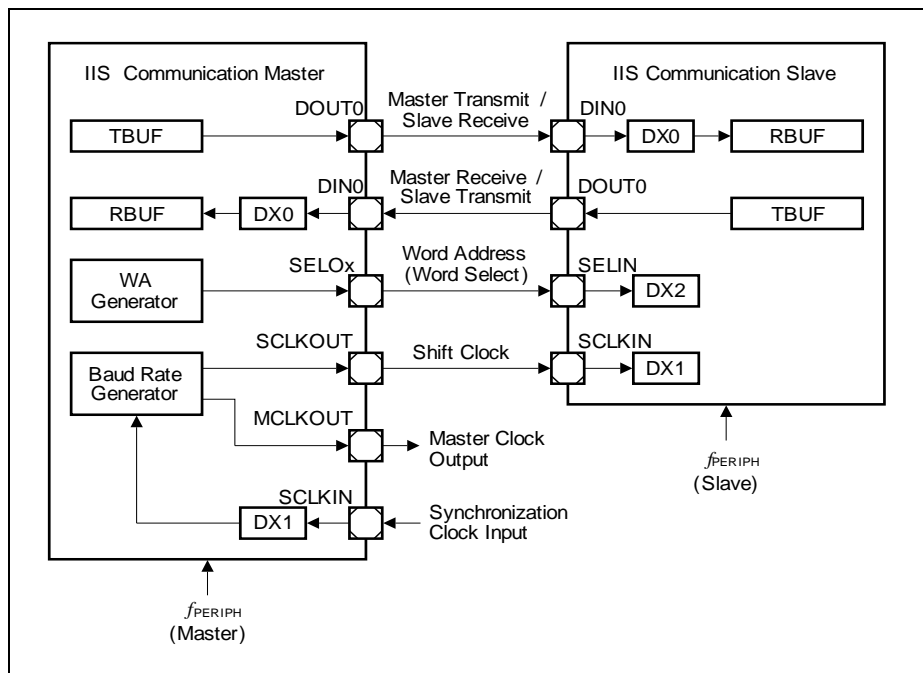 IIS Communication Master
DOUT0
TBUF
DIN0
RBUF
DX0
SELOx
WA
Generator
SCLKOUT
Baud Rate
Generator
MCLKOUT
SCLKIN
DX1
fPERIPH
(Master)
Master Transmit /
Slave Receive
Master Receive /
Slave Transmit
Word Address
(Word Select)
Shift Clock
Master Clock
Output
Synchronization
Clock Input
IIS Communication Slave
DIN0
DX0
RBUF
DOUT0
TBUF
SELIN
DX2
SCLKIN
DX1
fPERIPH
(Slave)